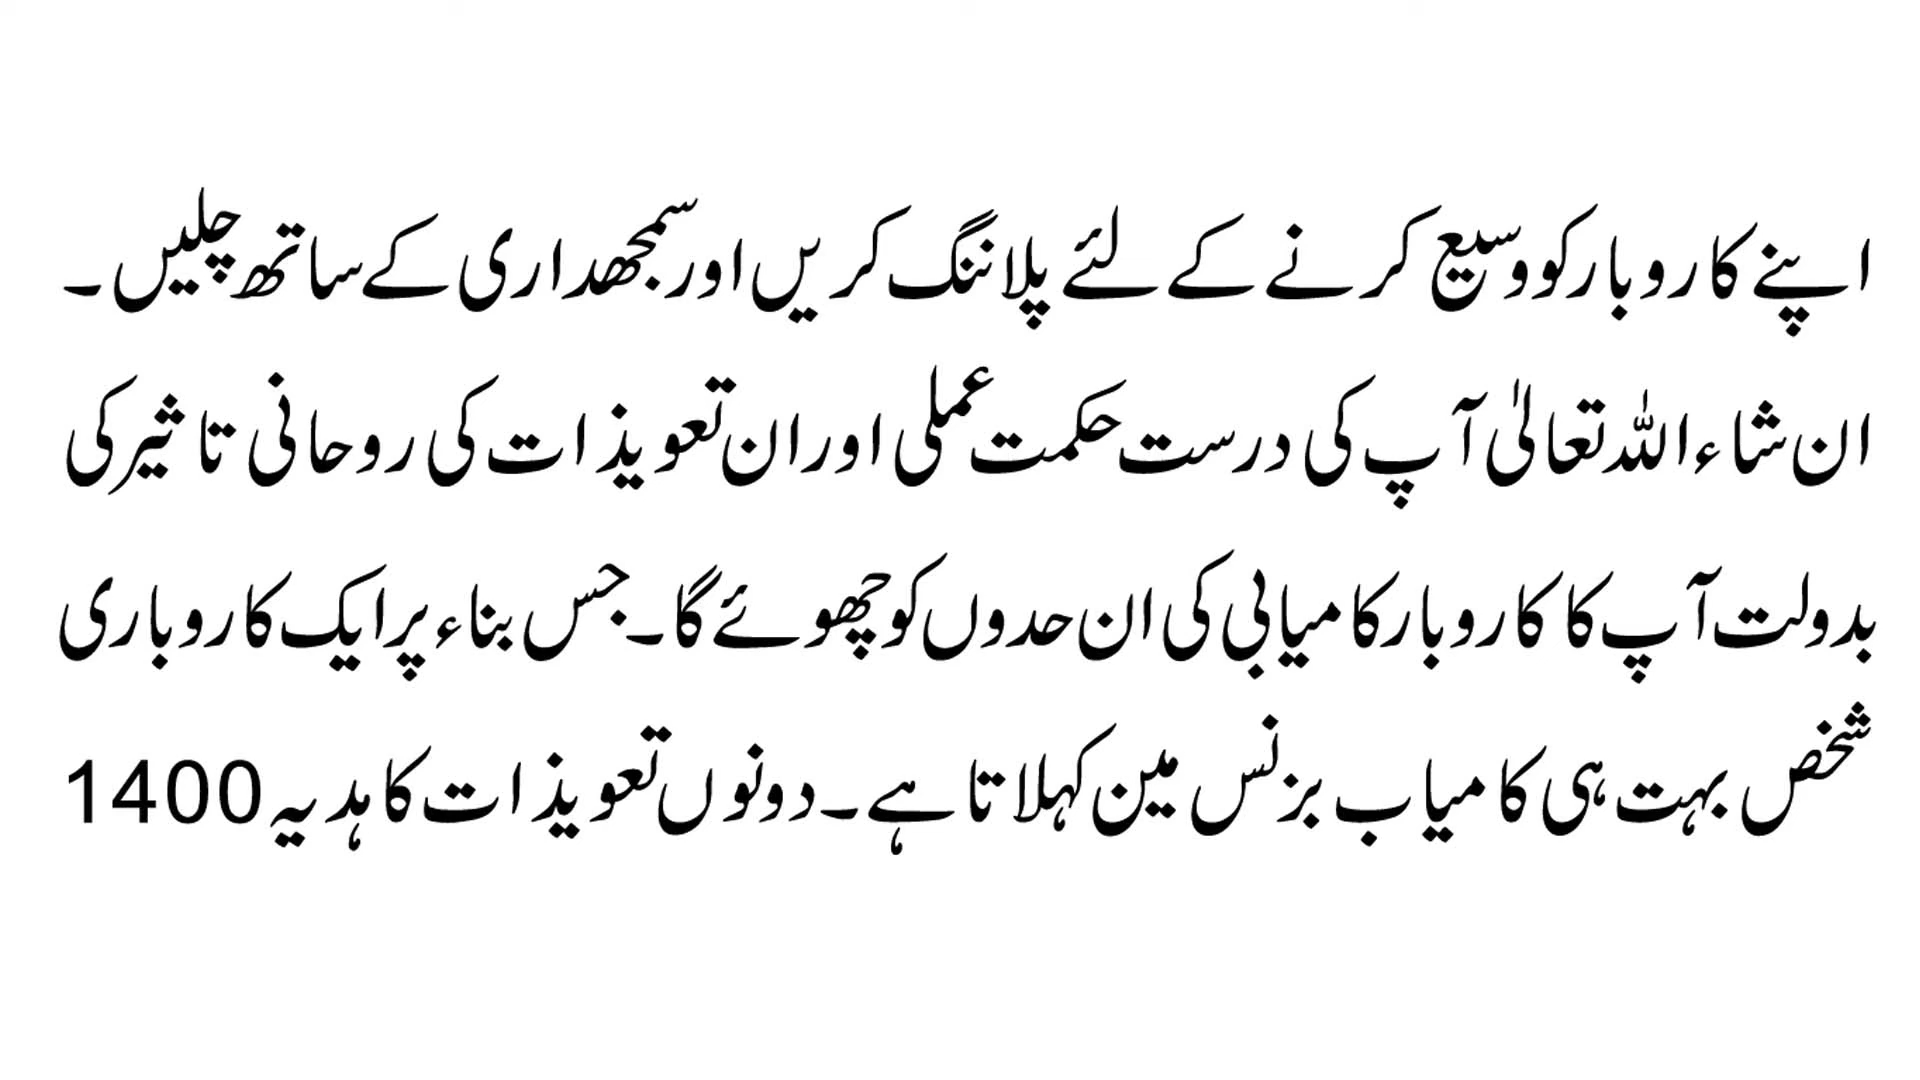 اپنے کاروبار کو وسیع کرنے کے لئے پلاننگ کریں اور سمجھداری کے ساتھ چلیں۔
ان شاء اللہ تعالیٰ آپ کی درست حکمت عملی اور ان تعویذات کی روحانی تاثیر کی
بدولت آپ کا کاروبار کامیابی کی ان حدوں کو چھوئے گا۔ جس بناء پر ایک کاروباری
شخص بہت ہی کامیاب بزنس مین کہلاتا ہے۔ دونوں تعویذات کا ہدیہ 1400